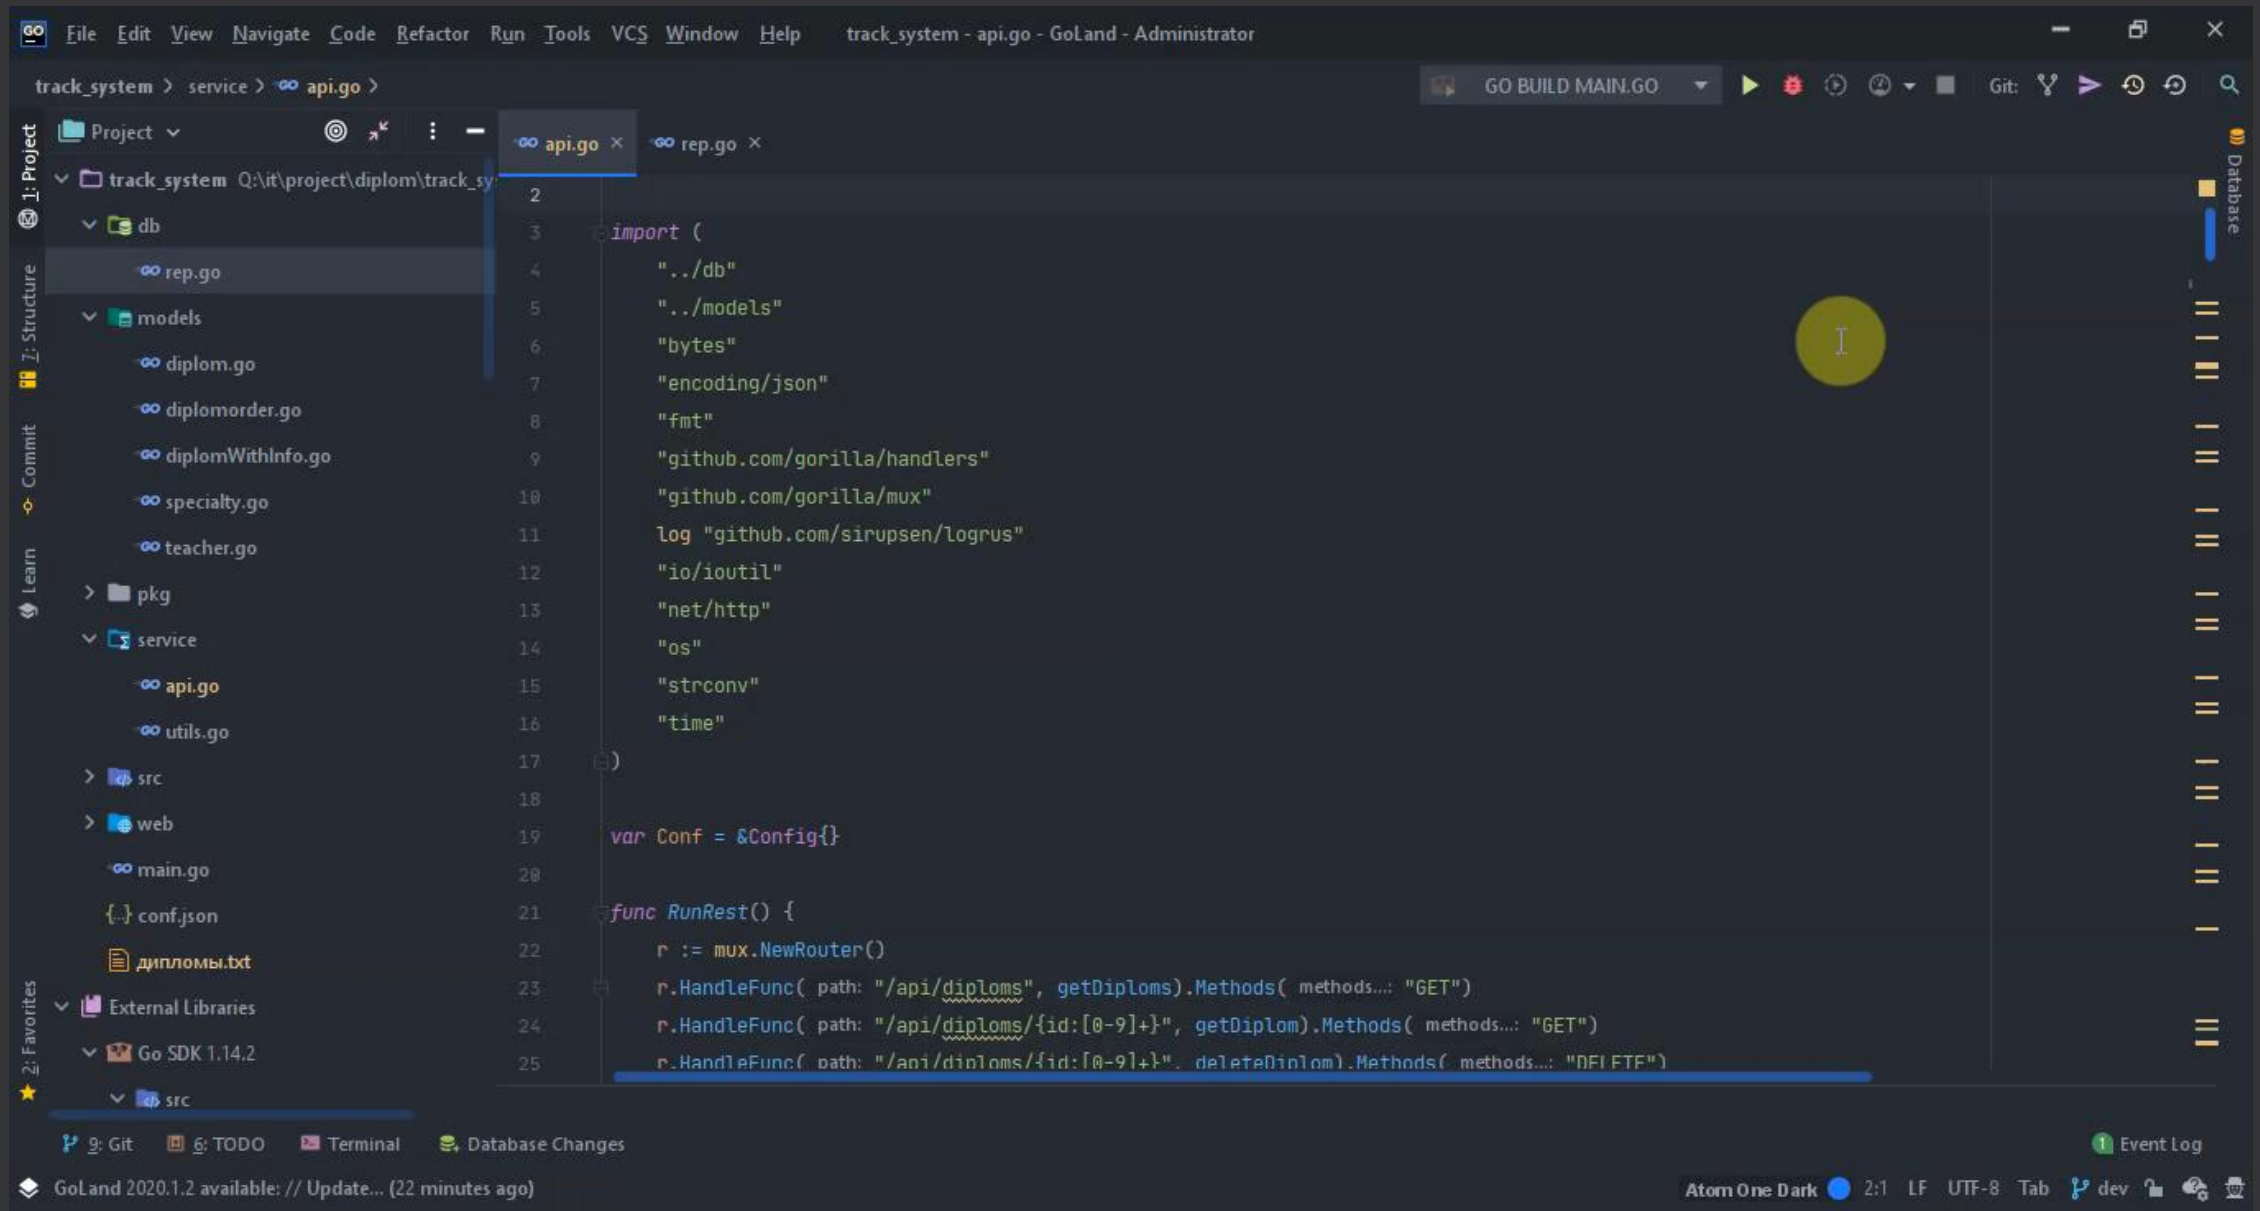 GO File Edit View Navigate Code Refactor Run Tools VCS Window Help track_system - api.go - GoLand - Administrator
track_system service api.go GO BUILD MAIN.GO Git:
1: Project
7: Structure
Commit
Learn
2: Favorites
Project
track_system Q:\it\project\diplom\track_sy
db
rep.go
models
diplom.go
diplomorder.go
diplomWithInfo.go
specialty.go
teacher.go
pkg
service
api.go
utils.go
src
web
main.go
conf.json
дипломы.txt
External Libraries
Go SDK 1.14.2
src
api.go rep.go
2
3 import (
4 "../db"
5 "../models"
6 "bytes"
7 "encoding/json"
8 "fmt"
9 "github.com/gorilla/handlers"
10 "github.com/gorilla/mux"
11 log "github.com/sirupsen/logrus"
12 "io/ioutil"
13 "net/http"
14 "os"
15 "strconv"
16 "time"
17 )
18
19 var Conf = &Config{}
20
21 func RunRest() {
22 r := mux.NewRouter()
23 r.HandleFunc( path: "/api/diploms", getDiploms).Methods( methods...: "GET")
24 r.HandleFunc( path: "/api/diploms/{id:[0-9]+}", getDiplom).Methods( methods...: "GET")
25 r.HandleFunc( path: "/api/diploms/{id:[0-9]+}", deleteDiplom).Methods( methods...: "DELETE")
Database
9: Git 6: TODO Terminal Database Changes 1 Event Log
GoLand 2020.1.2 available: // Update... (22 minutes ago) Atom One Dark 2:1 LF UTF-8 Tab dev